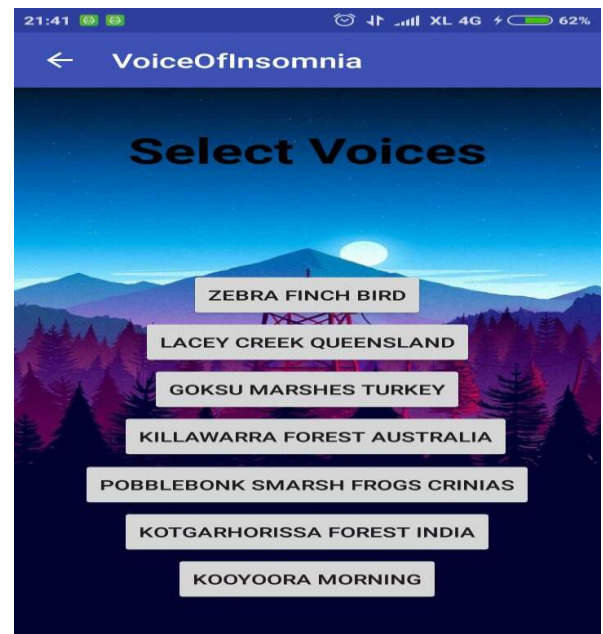 21:41 XL 4G 62%
VoiceOfInsomnia
Select Voices
ZEBRA FINCH BIRD
LACEY CREEK QUEENSLAND
GOKSU MARSHES TURKEY
KILLAWARRA FOREST AUSTRALIA
POBBLEBONK SMARSH FROGS CRINIAS
KOTGARHORISSA FOREST INDIA
KOOYOORA MORNING